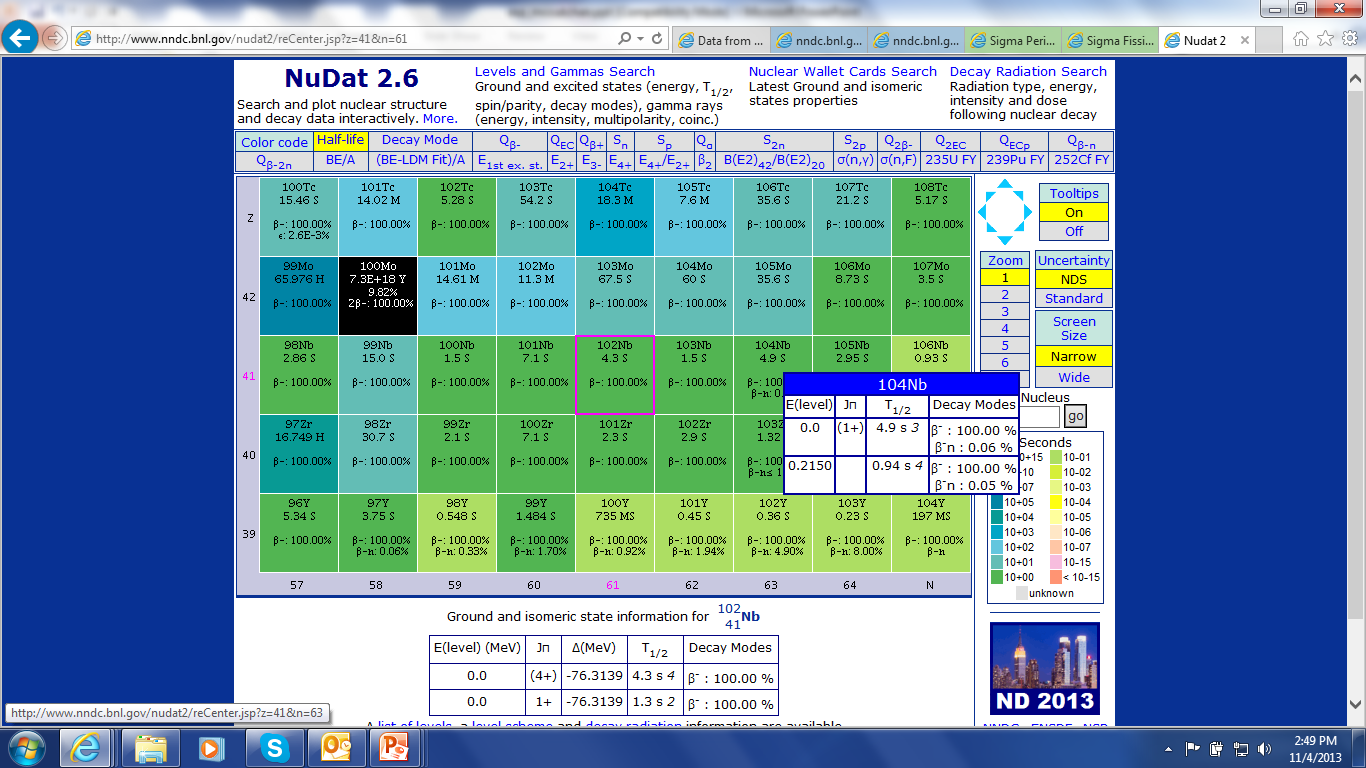 http://www.nndc.bnl.gov/nudat2/reCenter.jsp?z=41&n=61
Data from ...
nndc.bnl.g...
nndc.bnl.g...
Sigma Peri...
Sigma Fissi...
Nudat 2
NuDat 2.6
Search and plot nuclear structure
and decay data interactively. More.
Levels and Gammas Search
Ground and excited states (energy, T1/2,
spin/parity, decay modes), gamma rays
(energy, intensity, multipolarity, coinc.)
Nuclear Wallet Cards Search
Latest Ground and isomeric
states properties
Decay Radiation Search
Radiation type, energy,
intensity and dose
following nuclear decay
Color code Half-life Decay Mode Qβ- QEC Qβ+ Sn Sp Qα S2n S2p Q2β- Q2EC QECp Qβ-n
Qβ-2n BE/A (BE-LDM Fit)/A E1st ex. st. E2+ E3- E4+ E4+/E2+ β2 B(E2)42/B(E2)20 σ(n,γ) σ(n,F) 235U FY 239Pu FY 252Cf FY
100Tc 101Tc 102Tc 103Tc 104Tc 105Tc 106Tc 107Tc 108Tc
Z 15.46 S 14.02 M 5.28 S 54.2 S 18.3 M 7.6 M 35.6 S 21.2 S 5.17 S
β-: 100.00% β-: 100.00% β-: 100.00% β-: 100.00% β-: 100.00% β-: 100.00% β-: 100.00% β-: 100.00% β-: 100.00%
ε: 2.6E-3%
99Mo 100Mo 101Mo 102Mo 103Mo 104Mo 105Mo 106Mo 107Mo
65.976 H 7.3E+18 Y 14.61 M 11.3 M 67.5 S 60 S 35.6 S 8.73 S 3.5 S
42 9.82%
β-: 100.00% 2β-: 100.00% β-: 100.00% β-: 100.00% β-: 100.00% β-: 100.00% β-: 100.00% β-: 100.00% β-: 100.00%
98Nb 99Nb 100Nb 101Nb 102Nb 103Nb 104Nb 105Nb 106Nb
2.86 S 15.0 S 1.5 S 7.1 S 4.3 S 1.5 S 4.9 S 2.95 S 0.93 S
41 β-: 100.00% β-: 100.00% β-: 100.00% β-: 100.00% β-: 100.00% β-: 100.00%
97Zr 98Zr 99Zr 100Zr 101Zr 102Zr
16.749 H 30.7 S 2.1 S 7.1 S 2.3 S 2.9 S 1.32
40 β-: 100.00% β-: 100.00% β-: 100.00% β-: 100.00% β-: 100.00% β-: 100.00%
96Y 97Y 98Y 99Y 100Y 101Y 102Y 103Y 104Y
5.34 S 3.75 S 0.548 S 1.484 S 735 MS 0.45 S 0.36 S 0.23 S 197 MS
39 β-: 100.00% β-: 100.00% β-: 100.00% β-: 100.00% β-: 100.00% β-: 100.00% β-: 100.00% β-: 100.00% β-: 100.00%
β-n: 0.06% β-n: 0.33% β-n: 1.70% β-n: 0.92% β-n: 1.94% β-n: 4.90% β-n: 8.00% β-n
57 58 59 60 61 62 63 64 N
104Nb
E(level) Jπ T1/2 Decay Modes
0.0 (1+) 4.9 s 3 β- : 100.00 %
β-n : 0.06 %
0.2150 0.94 s 4 β- : 100.00 %
β-n : 0.05 %
Tooltips
On
Off
Zoom
1
2
3
4
5
6
Uncertainty
NDS
Standard
Screen
Size
Narrow
Wide
Nucleus
go
Seconds
0+15 10-01
+10 10-02
+07 10-03
10+05 10-04
10+04 10-05
10+03 10-06
10+02 10-07
10+01 10-15
10+00 < 10-15
unknown
ND 2013
NNDC ENSDF NSR
Ground and isomeric state information for 102 41 Nb
E(level) (MeV) Jπ Δ(MeV) T1/2 Decay Modes
0.0 (4+) -76.3139 4.3 s 4 β- : 100.00 %
0.0 1+ -76.3139 1.3 s 2 β- : 100.00 %
A list of levels, a level scheme and decay radiation information are available
http://www.nndc.bnl.gov/nudat2/reCenter.jsp?z=41&n=63
2:49 PM
11/4/2013